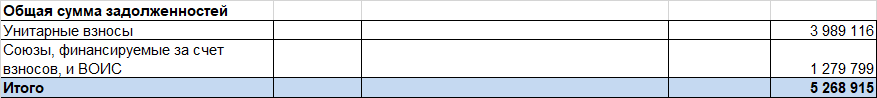 Общая сумма задолженностей
Унитарные взносы 3 989 116
Союзы, финансируемые за счет
взносов, и ВОИС 1 279 799
Итого 5 268 915